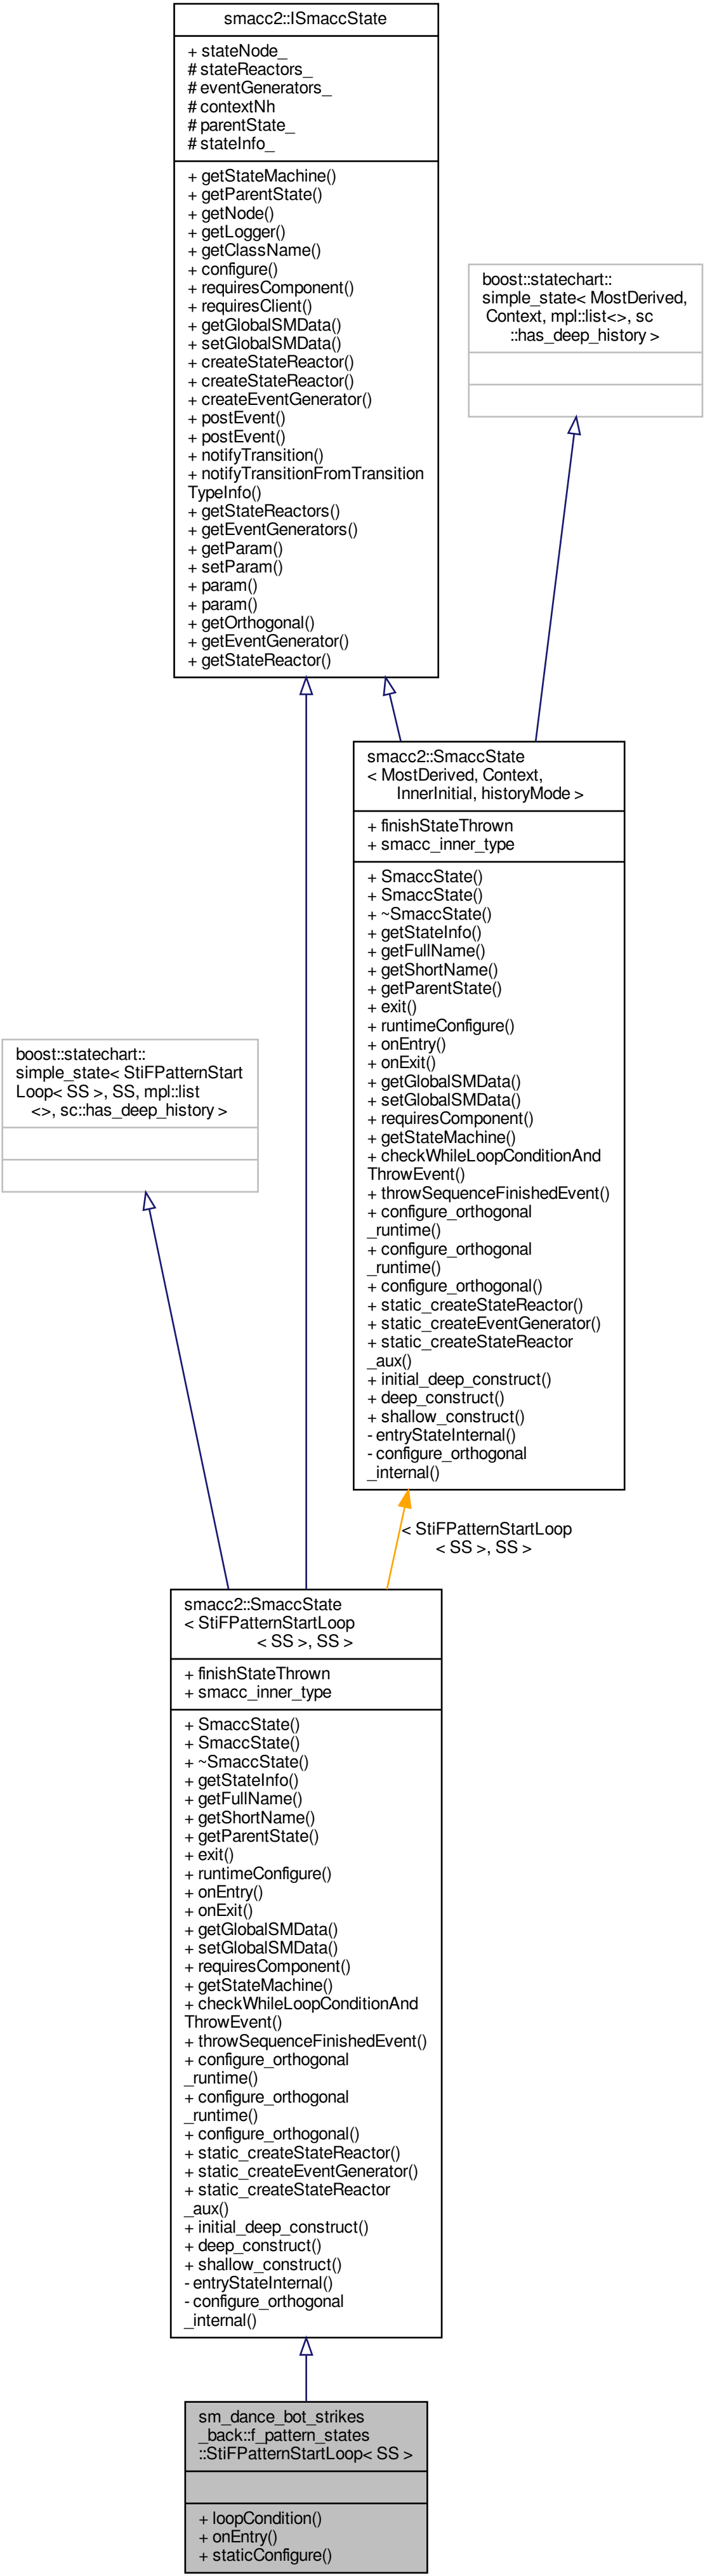 smacc2::ISmaccState
+ stateNode_
# stateReactors_
# eventGenerators_
# contextNh
# parentState_
# stateInfo_
+ getStateMachine()
+ getParentState()
+ getNode()
+ getLogger()
+ getClassName()
+ configure()
+ requiresComponent()
+ requiresClient()
+ getGlobalSMData()
+ setGlobalSMData()
+ createStateReactor()
+ createStateReactor()
+ createEventGenerator()
+ postEvent()
+ postEvent()
+ notifyTransition()
+ notifyTransitionFromTransition
TypeInfo()
+ getStateReactors()
+ getEventGenerators()
+ getParam()
+ setParam()
+ param()
+ param()
+ getOrthogonal()
+ getEventGenerator()
+ getStateReactor()
boost::statechart::
simple_state< MostDerived,
Context, mpl::list<>, sc
::has_deep_history >
smacc2::SmaccState
< MostDerived, Context,
InnerInitial, historyMode >
+ finishStateThrown
+ smacc_inner_type
+ SmaccState()
+ SmaccState()
+ ~SmaccState()
+ getStateInfo()
+ getFullName()
+ getShortName()
+ getParentState()
+ exit()
+ runtimeConfigure()
+ onEntry()
+ onExit()
+ getGlobalSMData()
+ setGlobalSMData()
+ requiresComponent()
+ getStateMachine()
+ checkWhileLoopConditionAnd
ThrowEvent()
+ throwSequenceFinishedEvent()
+ configure_orthogonal
_runtime()
+ configure_orthogonal
_runtime()
+ configure_orthogonal()
+ static_createStateReactor()
+ static_createEventGenerator()
+ static_createStateReactor
_aux()
+ initial_deep_construct()
+ deep_construct()
+ shallow_construct()
- entryStateInternal()
- configure_orthogonal
_internal()
boost::statechart::
simple_state< StiFPatternStart
Loop< SS >, SS, mpl::list
<>, sc::has_deep_history >
< StiFPatternStartLoop
< SS >, SS >
smacc2::SmaccState
< StiFPatternStartLoop
< SS >, SS >
+ finishStateThrown
+ smacc_inner_type
+ SmaccState()
+ SmaccState()
+ ~SmaccState()
+ getStateInfo()
+ getFullName()
+ getShortName()
+ getParentState()
+ exit()
+ runtimeConfigure()
+ onEntry()
+ onExit()
+ getGlobalSMData()
+ setGlobalSMData()
+ requiresComponent()
+ getStateMachine()
+ checkWhileLoopConditionAnd
ThrowEvent()
+ throwSequenceFinishedEvent()
+ configure_orthogonal
_runtime()
+ configure_orthogonal
_runtime()
+ configure_orthogonal()
+ static_createStateReactor()
+ static_createEventGenerator()
+ static_createStateReactor
_aux()
+ initial_deep_construct()
+ deep_construct()
+ shallow_construct()
- entryStateInternal()
- configure_orthogonal
_internal()
sm_dance_bot_strikes
_back::f_pattern_states
::StiFPatternStartLoop< SS >
+ loopCondition()
+ onEntry()
+ staticConfigure()